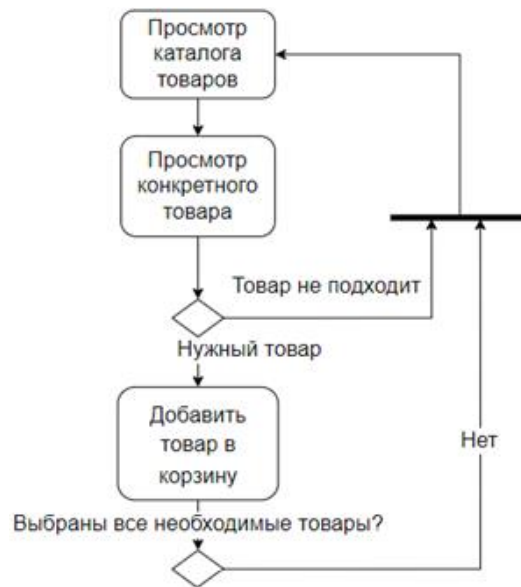 Просмотр
каталога
товаров
Просмотр
конкретного
товара
Товар не подходит
Нужный товар
Добавить
товар в
корзину
Нет
Выбраны все необходимые товары?